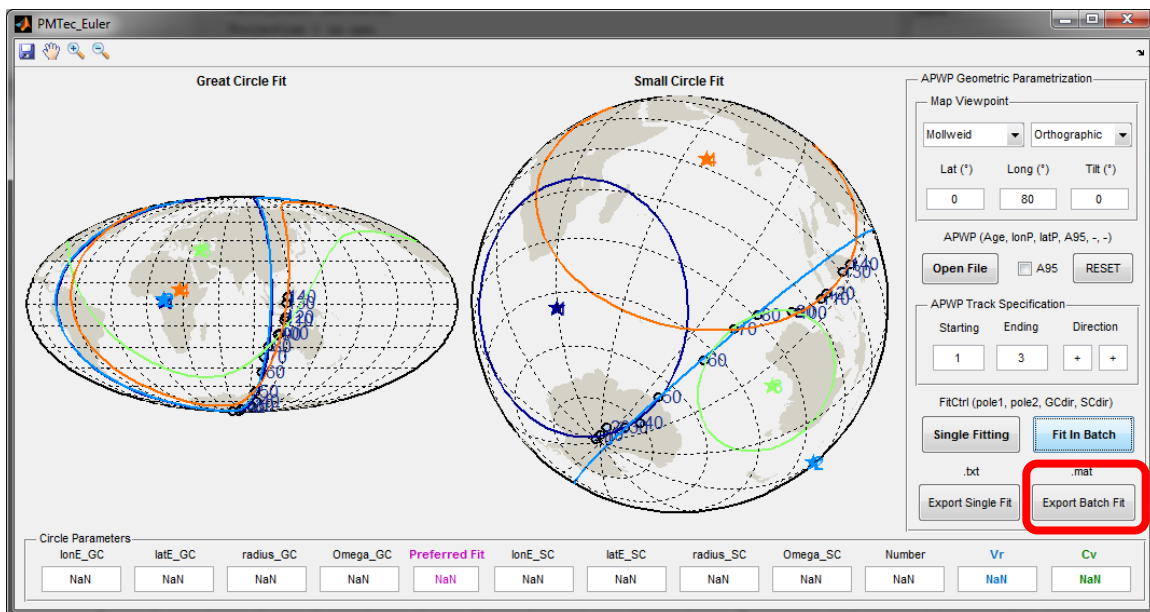 PMTec_Euler
Great Circle Fit
Small Circle Fit
APWP Geometric Parametrization
Map Viewpoint
Mollweid
Orthographic
Lat (°) Long (°) Tilt (°)
0 80 0
APWP (Age, lonP, latP, A95, -, -)
Open File A95 RESET
APWP Track Specification
Starting Ending Direction
1 3 + +
FitCtrl (pole1, pole2, GCdir, SCdir)
Single Fitting Fit In Batch
.txt .mat
Export Single Fit Export Batch Fit
Circle Parameters
lonE_GC latE_GC radius_GC Omega_GC Preferred Fit lonE_SC latE_SC radius_SC Omega_SC Number Vr Cv
NaN NaN NaN NaN NaN NaN NaN NaN NaN NaN NaN NaN